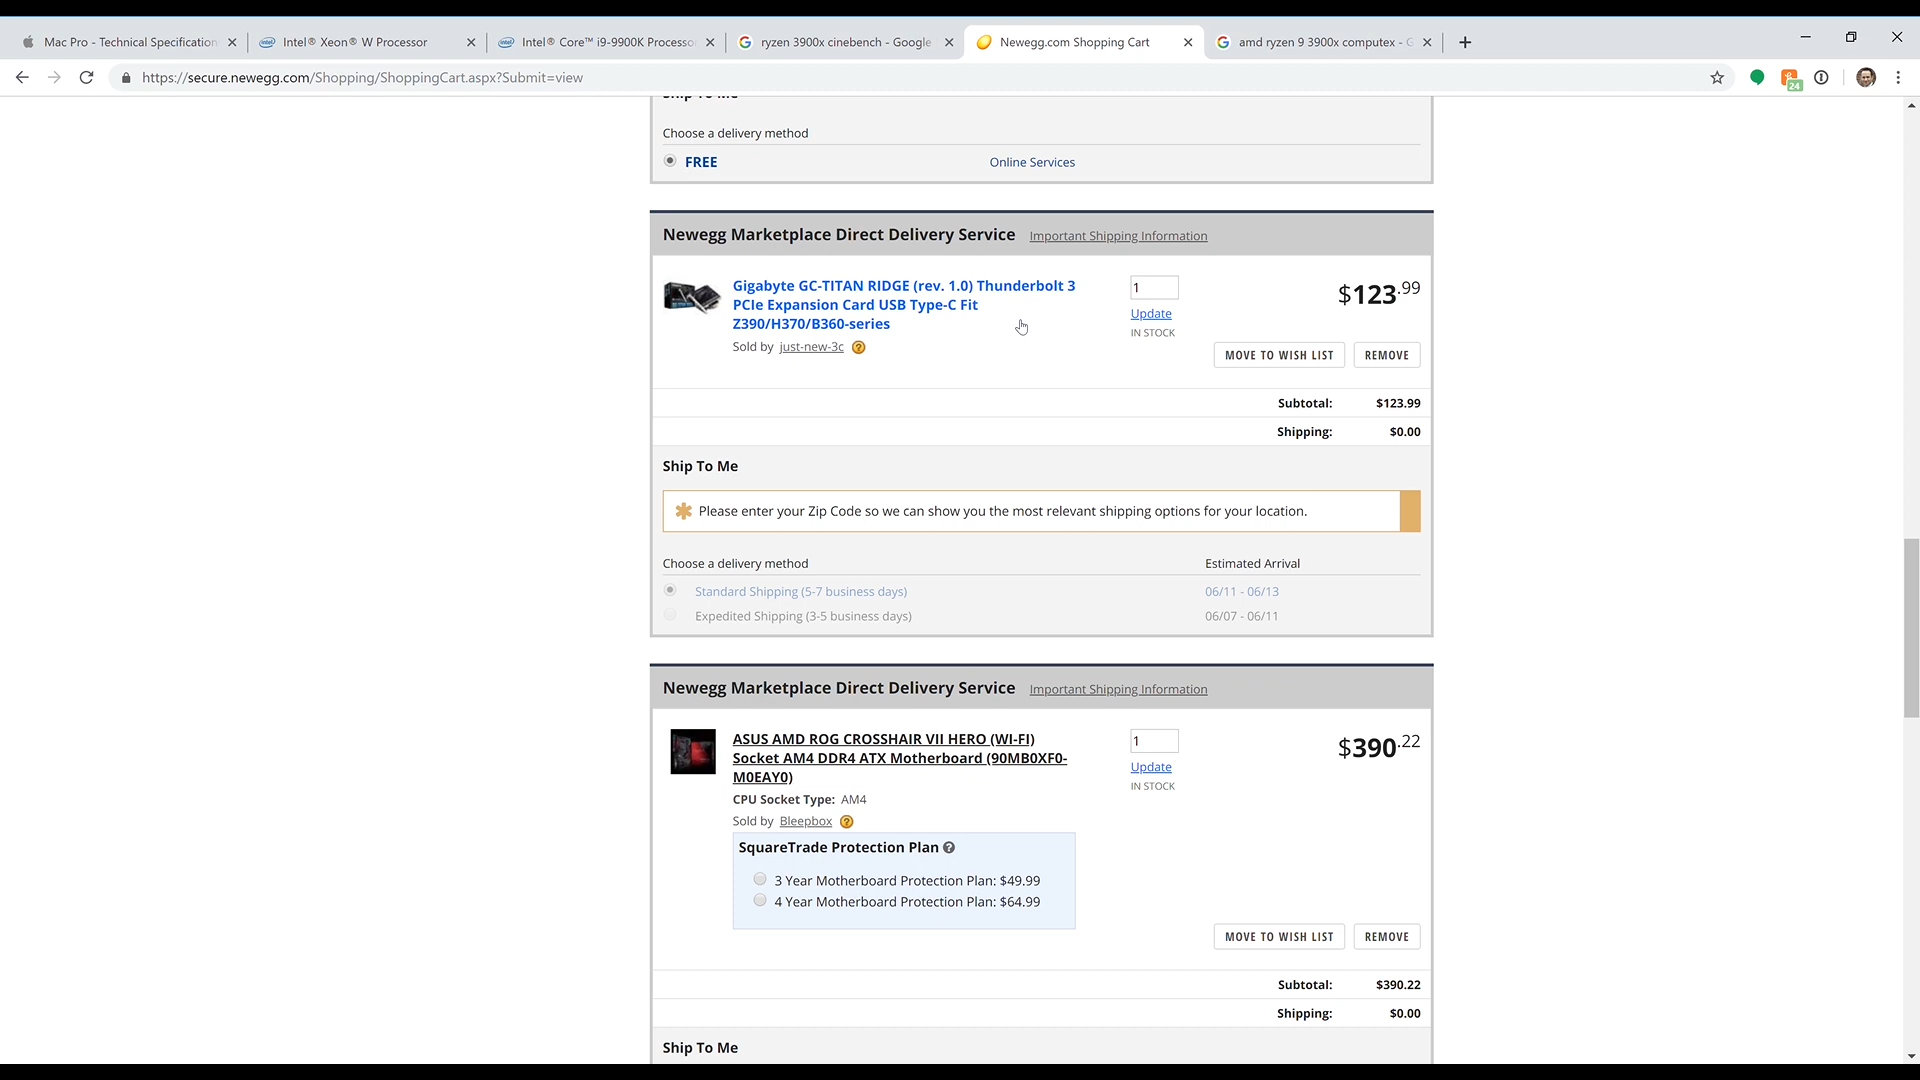 Mac Pro - Technical Specification
Intel® Xeon® W Processor
Intel® Core™ i9-9900K Processo
ryzen 3900x cinebench - Google
Newegg.com Shopping Cart
amd ryzen 9 3900x computex - G
https://secure.newegg.com/Shopping/ShoppingCart.aspx?Submit=view
24
Ship To Me
Choose a delivery method
FREE
Online Services
Newegg Marketplace Direct Delivery Service
Important Shipping Information
Gigabyte GC-TITAN RIDGE (rev. 1.0) Thunderbolt 3
PCIe Expansion Card USB Type-C Fit
Z390/H370/B360-series
Sold by just-new-3c ?
1
Update
IN STOCK
$123.99
MOVE TO WISH LIST
REMOVE
Subtotal: $123.99
Shipping: $0.00
Ship To Me
Please enter your Zip Code so we can show you the most relevant shipping options for your location.
Choose a delivery method
Estimated Arrival
Standard Shipping (5-7 business days)
06/11 - 06/13
Expedited Shipping (3-5 business days)
06/07 - 06/11
Newegg Marketplace Direct Delivery Service
Important Shipping Information
ASUS AMD ROG CROSSHAIR VII HERO (WI-FI)
Socket AM4 DDR4 ATX Motherboard (90MB0XF0-
M0EAY0)
CPU Socket Type: AM4
Sold by Bleepbox ?
1
Update
IN STOCK
$390.22
SquareTrade Protection Plan ?
3 Year Motherboard Protection Plan: $49.99
4 Year Motherboard Protection Plan: $64.99
MOVE TO WISH LIST
REMOVE
Subtotal: $390.22
Shipping: $0.00
Ship To Me